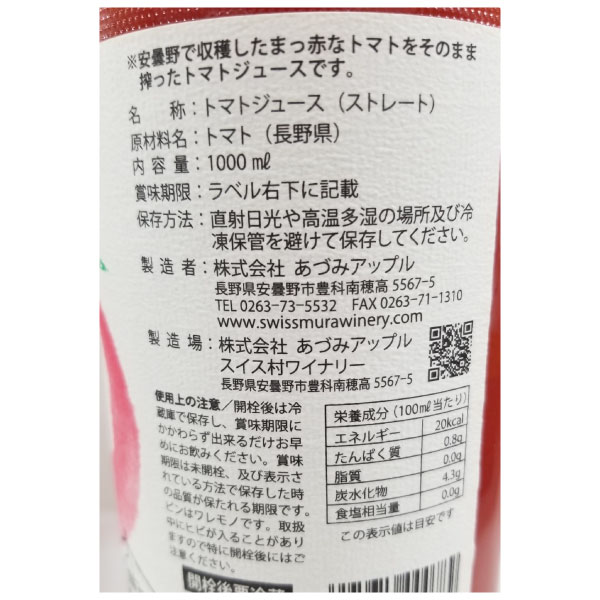 ※安曇野で収穫したまっ赤なトマトをそのまま
搾ったトマトジュースです。
名　称：トマトジュース（ストレート）
原材料名：トマト（長野県）
内 容 量：1000 ㎖
賞味期限：ラベル右下に記載
保存方法：直射日光や高温多湿の場所及び冷
凍保管を避けて保存してください。
製 造 者：株式会社 あづみアップル
長野県安曇野市豊科南穂高 5567-5
TEL 0263-73-5532　FAX 0263-71-1310
www.swissmurawinery.com
製 造 場：株式会社 あづみアップル
スイス村ワイナリー
長野県安曇野市豊科南穂高 5567-5
使用上の注意／開栓後は冷
蔵庫で保存し、賞味期限に
かかわらず出来るだけお早
めにお飲みください。賞味
期限は未開栓、及び表示さ
れている方法で保存した時
の品質が保たれる期限です。
ビンはワレモノです。取扱
中にヒビが入ることがあり
ますので特に開栓後にはご
注意ください。
開栓後要冷蔵
栄養成分（100㎖当たり）
エネルギー 20kcal
たんぱく質 0.8g
脂質 0.0g
炭水化物 4.3g
食塩相当量 0.0g
この表示値は目安です